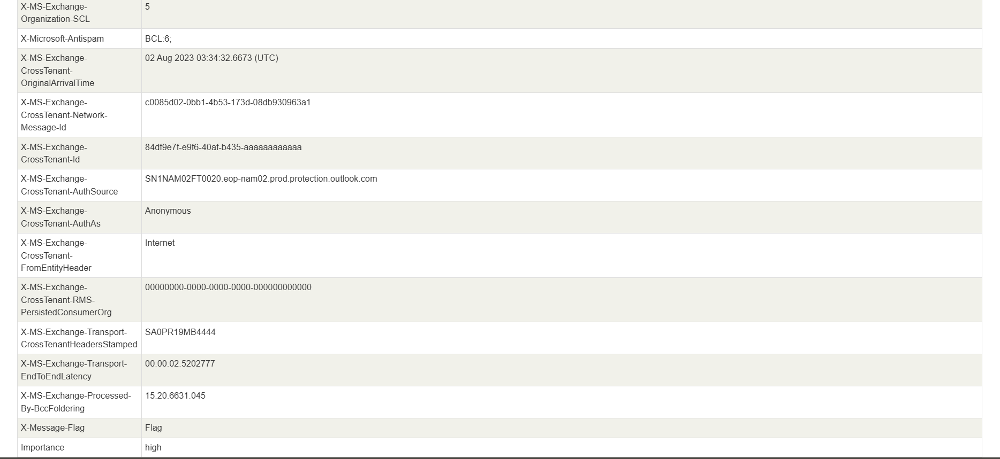 X-MS-Exchange-
Organization-SCL
5
X-Microsoft-Antispam
BCL:6;
X-MS-Exchange-
CrossTenant-
OriginalArrivalTime
02 Aug 2023 03:34:32.6673 (UTC)
X-MS-Exchange-
CrossTenant-Network-
Message-Id
c0085d02-0bb1-4b53-173d-08db930963a1
X-MS-Exchange-
CrossTenant-Id
84df9e7f-e9f6-40af-b435-aaaaaaaaaaaa
X-MS-Exchange-
CrossTenant-AuthSource
SN1NAM02FT0020.eop-nam02.prod.protection.outlook.com
X-MS-Exchange-
CrossTenant-AuthAs
Anonymous
X-MS-Exchange-
CrossTenant-
FromEntityHeader
Internet
X-MS-Exchange-
CrossTenant-RMS-
PersistedConsumerOrg
00000000-0000-0000-0000-000000000000
X-MS-Exchange-Transport-
CrossTenantHeadersStamped
SA0PR19MB4444
X-MS-Exchange-Transport-
EndToEndLatency
00:00:02.5202777
X-MS-Exchange-Processed-
By-BccFoldering
15.20.6631.045
X-Message-Flag
Flag
Importance
high